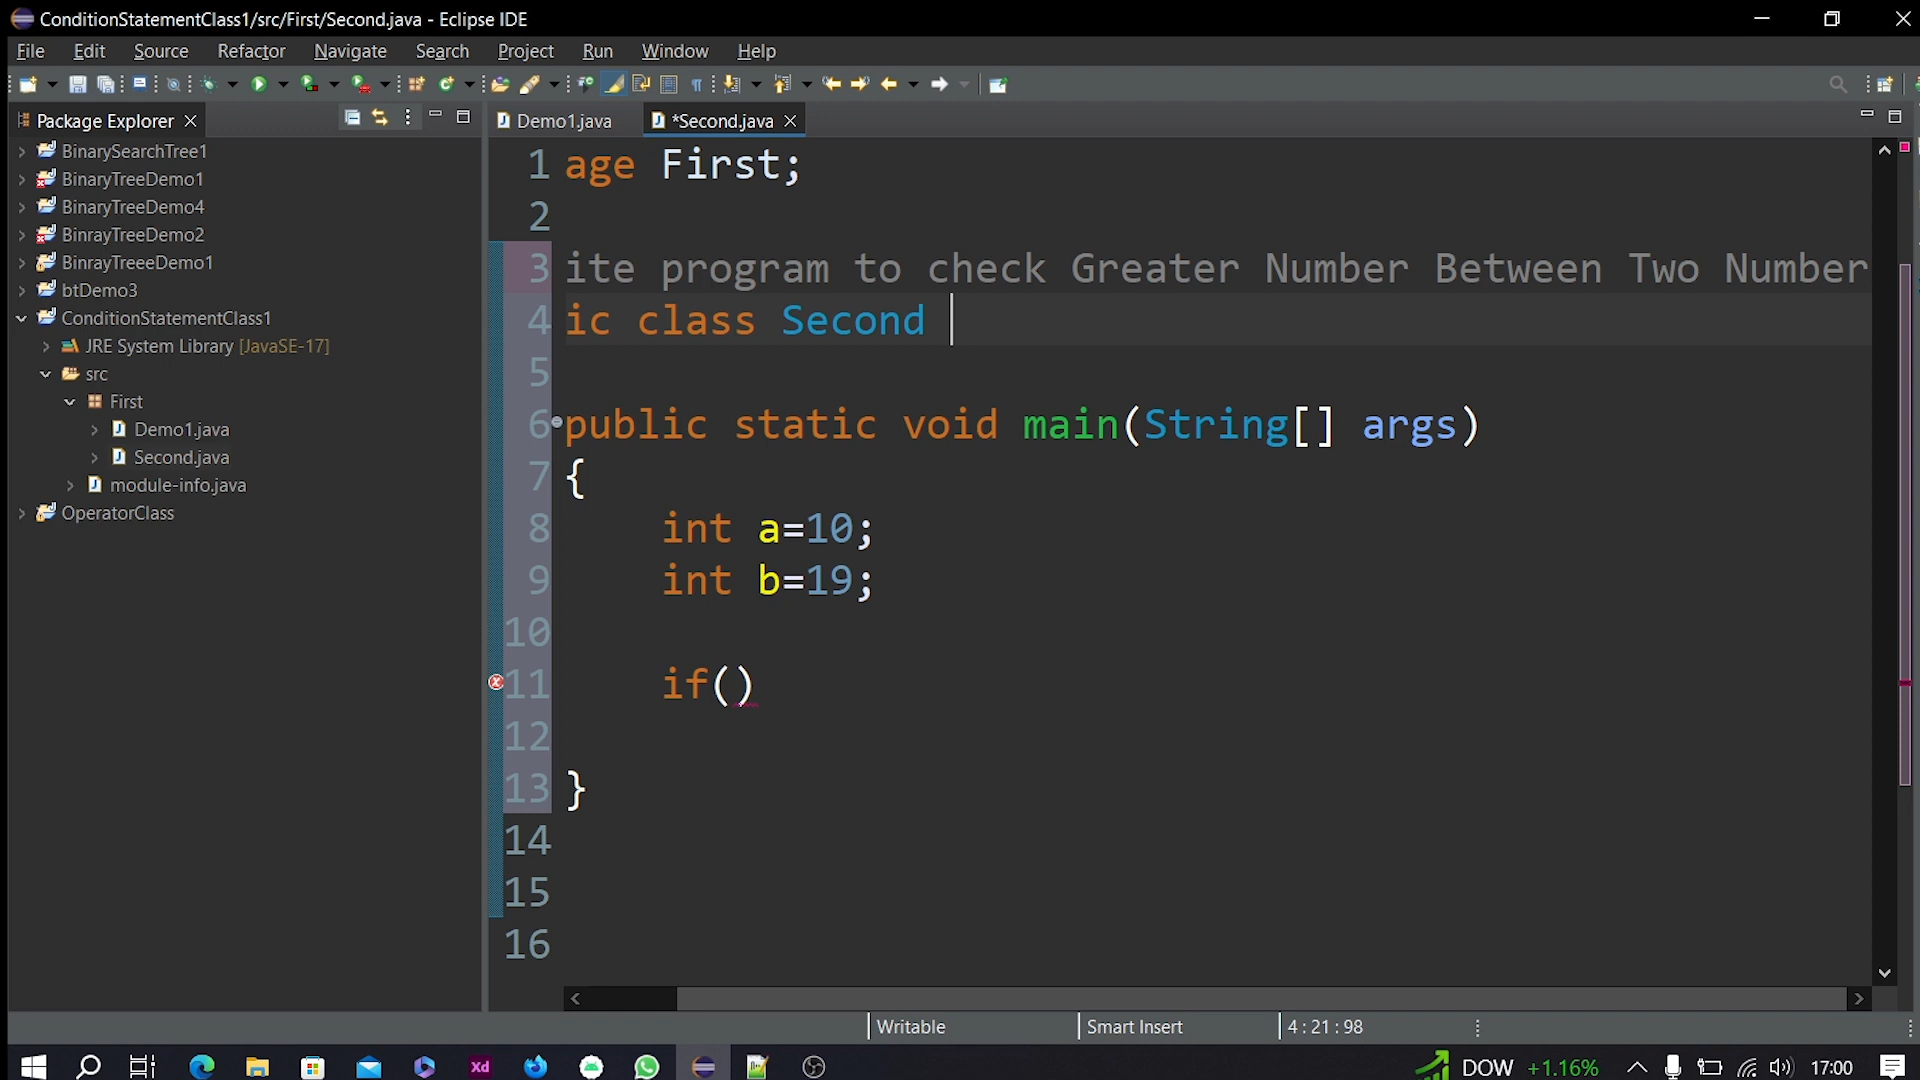 ConditionStatementClass1/src/First/Second.java - Eclipse IDE
File Edit Source Refactor Navigate Search Project Run Window Help
Package Explorer
Demo1.java
*Second.java
BinarySearchTree1
BinaryTreeDemo1
BinaryTreeDemo4
BinrayTreeDemo2
BinrayTreeeDemo1
btDemo3
ConditionStatementClass1
JRE System Library [JavaSE-17]
src
First
Demo1.java
Second.java
module-info.java
OperatorClass
1 age First;
2
3 ite program to check Greater Number Between Two Number
4 ic class Second
5
6 public static void main(String[] args)
7 {
8 int a=10;
9 int b=19;
10
11 if()
12
13 }
14
15
16
Writable
Smart Insert
4 : 21 : 98
Xd
DOW +1.16%
17:00